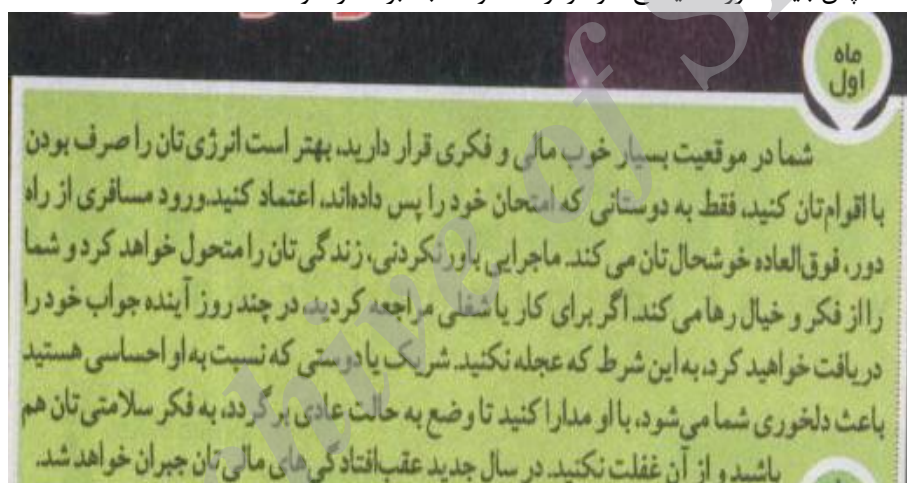 ماه
اول
شما در موقعیت بسیار خوب مالی و فکری قرار دارید، بهتر است انرژی‌تان را صرف بودن
با اقوام‌تان کنید، فقط به دوستانی که امتحان خود را پس داده‌اند، اعتماد کنید.ورود مسافری از راه
دور، فوق‌العاده خوشحال‌تان می‌کند. ماجرایی باورنکردنی، زندگی‌تان را متحول خواهد کرد و شما
را از فکر و خیال رها می‌کند. اگر برای کار یا شغلی مراجعه کردید، در چند روز آینده جواب خود را
دریافت خواهید کرد، به این شرط که عجله نکنید. شریک یا دوستی که نسبت به او احساسی هستید
باعث دلخوری شما می‌شود، با او مدارا کنید تا وضع به حالت عادی برگردد، به فکر سلامتی‌تان هم
باشید و از آن غفلت نکنید. در سال جدید عقب‌افتادگی‌های مالی‌تان جبران خواهد شد.